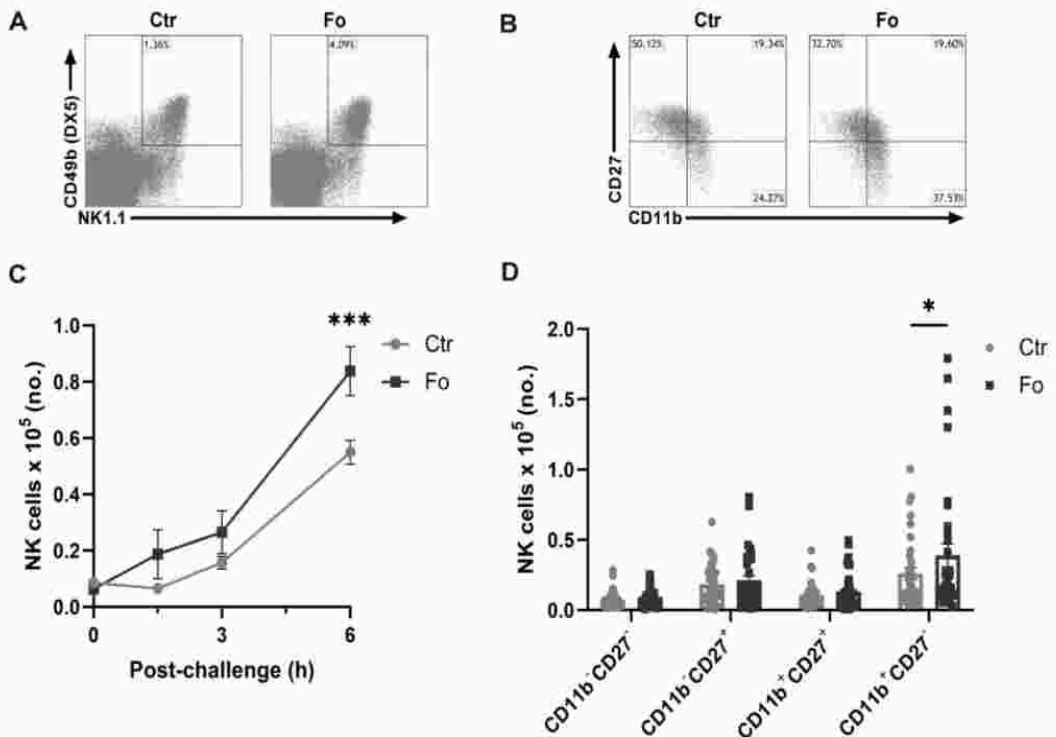 A
Ctr
Fo
1.36%
4.09%
CD49b (DX5)
NK1.1
B
Ctr
Fo
50.12%
19.34%
32.70%
19.60%
24.27%
37.53%
CD27
CD11b
C
***
1.0
0.8
0.6
0.4
0.2
0.0
0
3
6
NK cells x 10⁵ (no.)
Post-challenge (h)
Ctr
Fo
D
*
2.0
1.5
1.0
0.5
0.0
NK cells x 10⁵ (no.)
Ctr
Fo
CD11b⁻CD27⁻
CD11b⁻CD27⁺
CD11b⁺CD27⁺
CD11b⁺CD27⁻